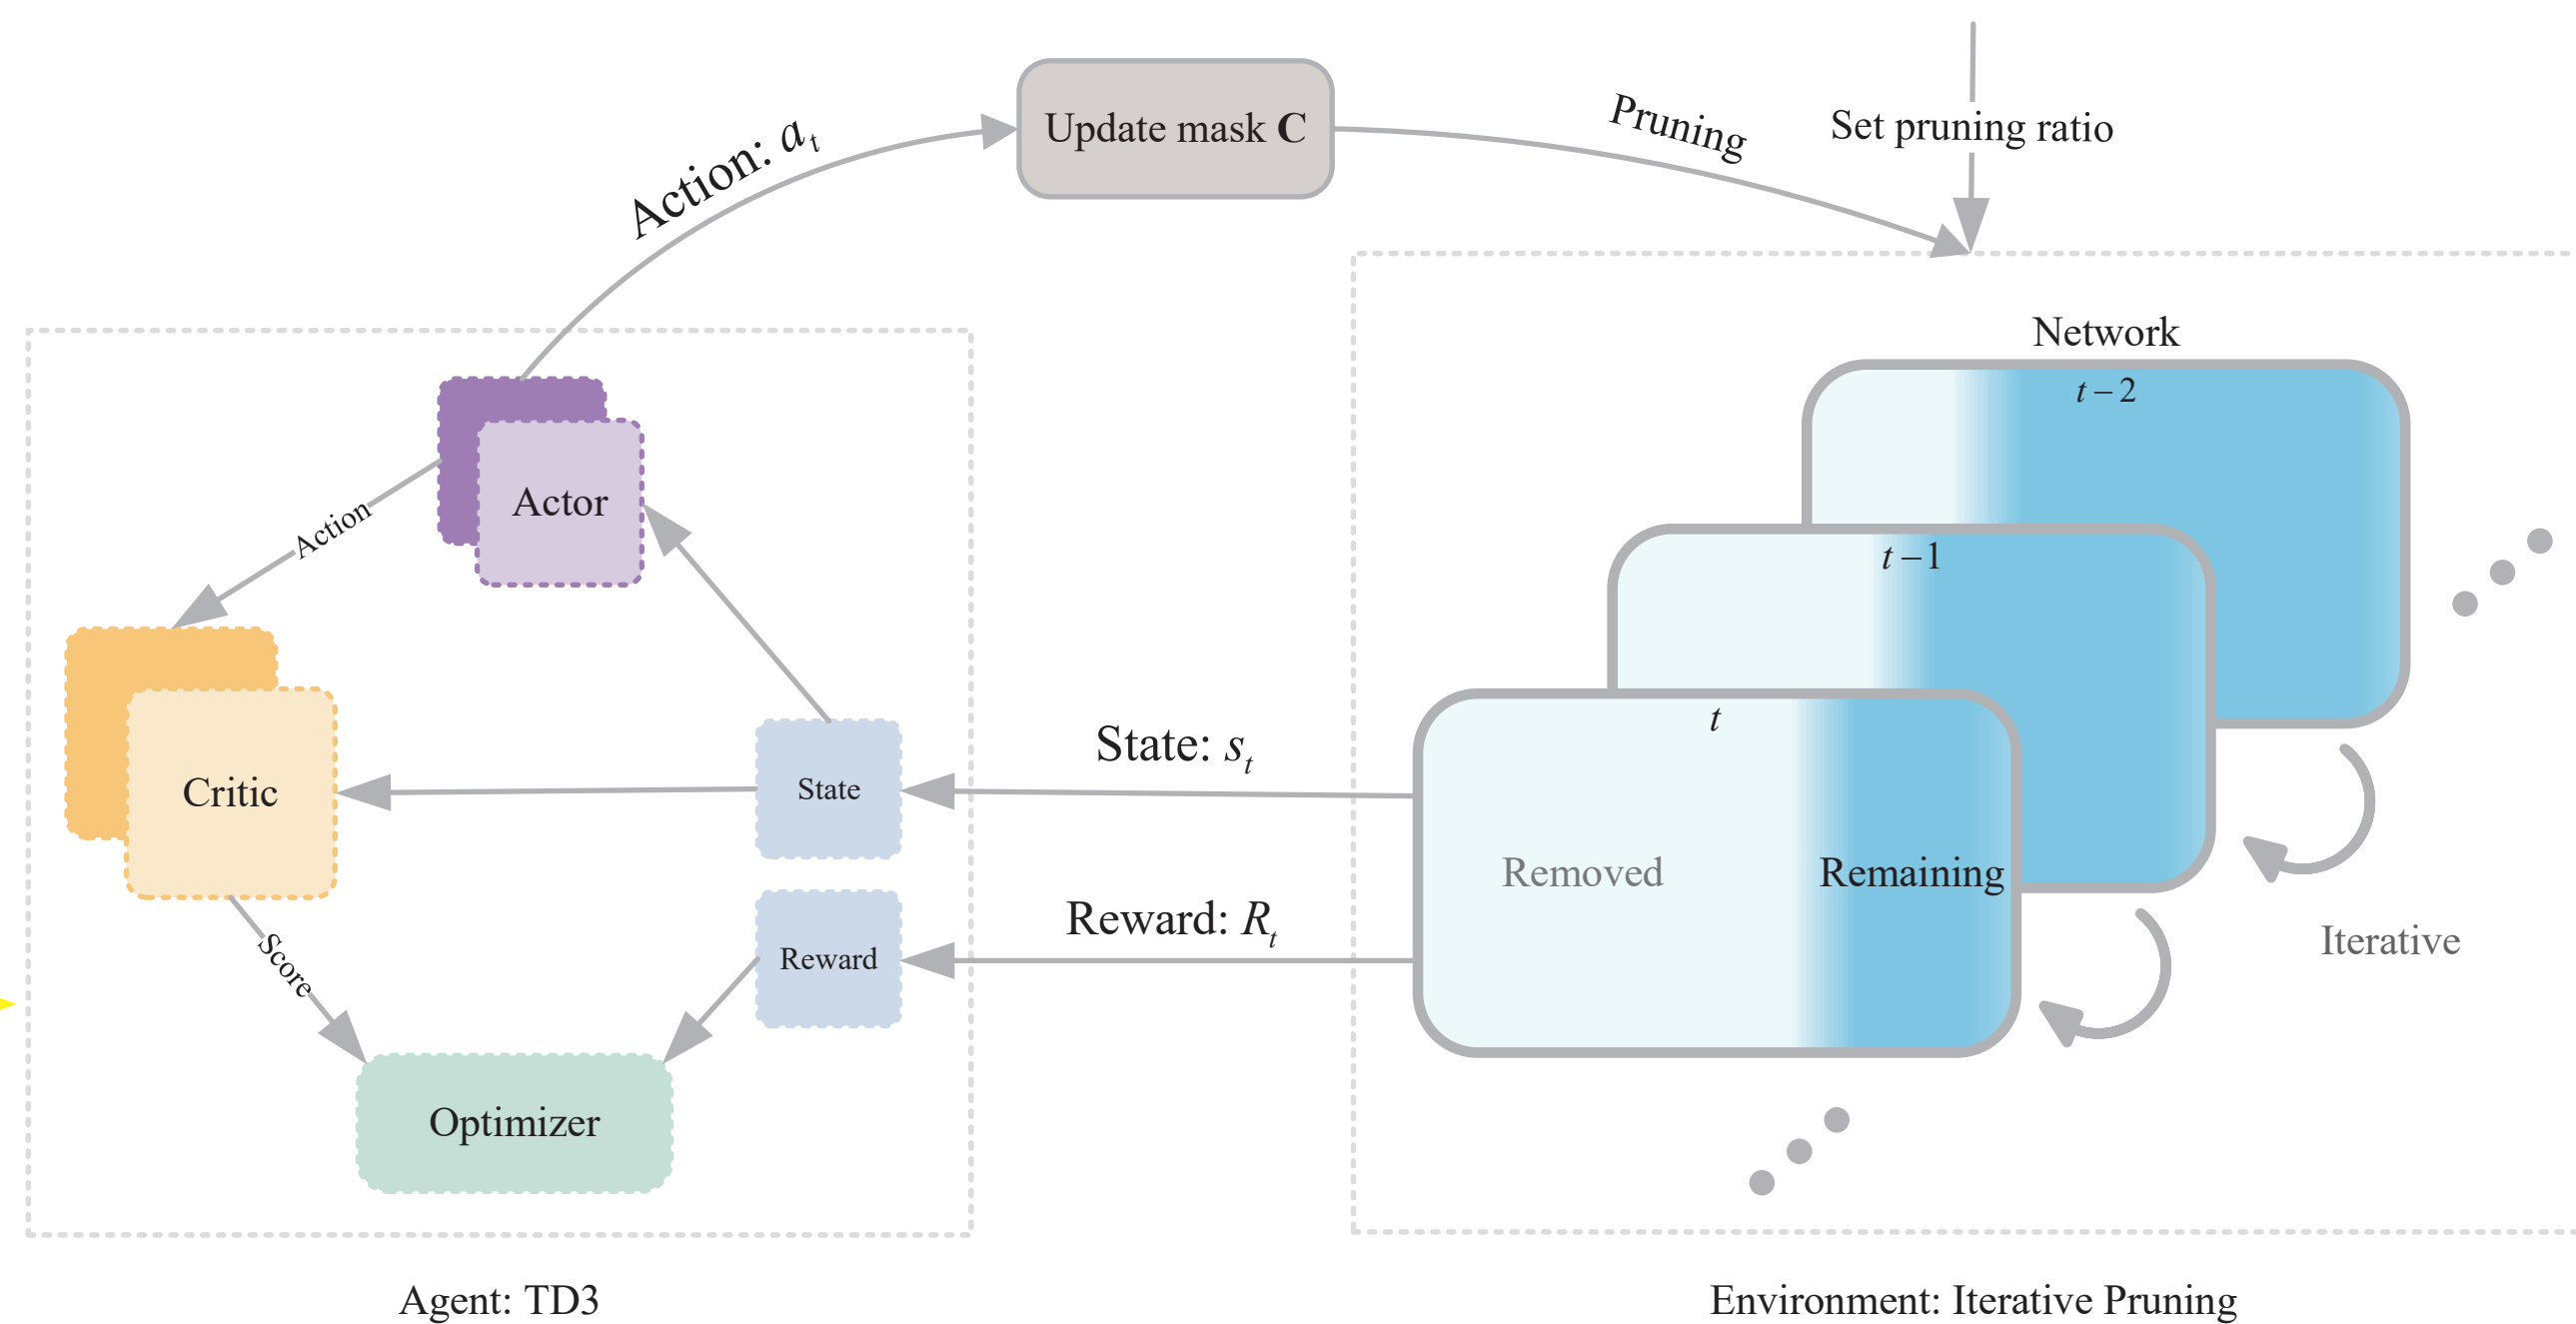 Action: a_t
Update mask C
Pruning
Set pruning ratio
Network
t – 2
t – 1
t
Removed
Remaining
Iterative
Actor
Action
Critic
State
State: s_t
Reward
Reward: R_t
Score
Optimizer
Agent: TD3
Environment: Iterative Pruning